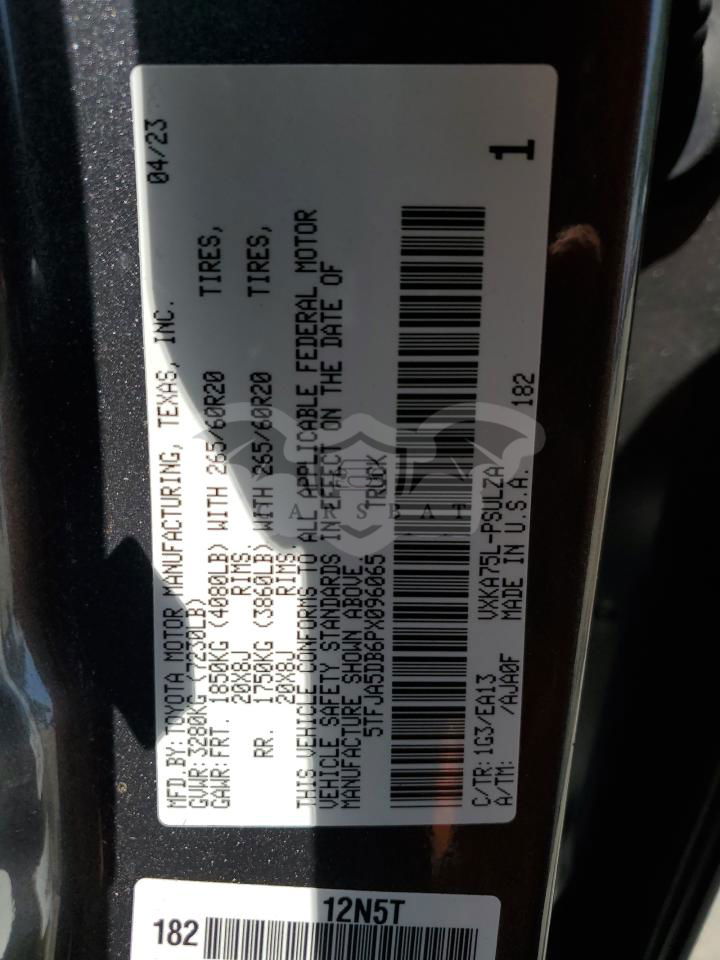 MFD.BY:TOYOTA MOTOR MANUFACTURING, TEXAS, INC. 04/23
GVWR:3280KG (7230LB)
GAWR:FRT. 1850KG (4080LB) WITH 265/60R20 TIRES,
20X8J RIMS.
RR. 1750KG (3860LB) WITH 265/60R20 TIRES,
20X8J RIMS.
THIS VEHICLE CONFORMS TO ALL APPLICABLE FEDERAL MOTOR
VEHICLE SAFETY STANDARDS IN EFFECT ON THE DATE OF
MANUFACTURE SHOWN ABOVE.
5TFJA5DB6PX096065 TRUCK
C/TR:1G3/EA13 VXKA75L-PSULZA 182
A/TM: /AJA0F MADE IN U.S.A. 1
12N5T
182
CARSBAT